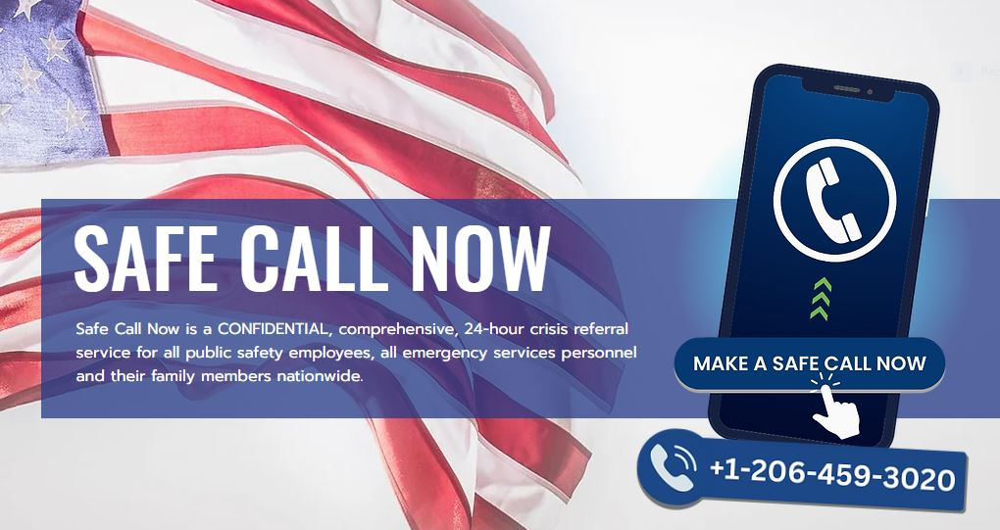 SAFE CALL NOW
Safe Call Now is a CONFIDENTIAL, comprehensive, 24-hour crisis referral
service for all public safety employees, all emergency services personnel
and their family members nationwide.
MAKE A SAFE CALL NOW
+1-206-459-3020